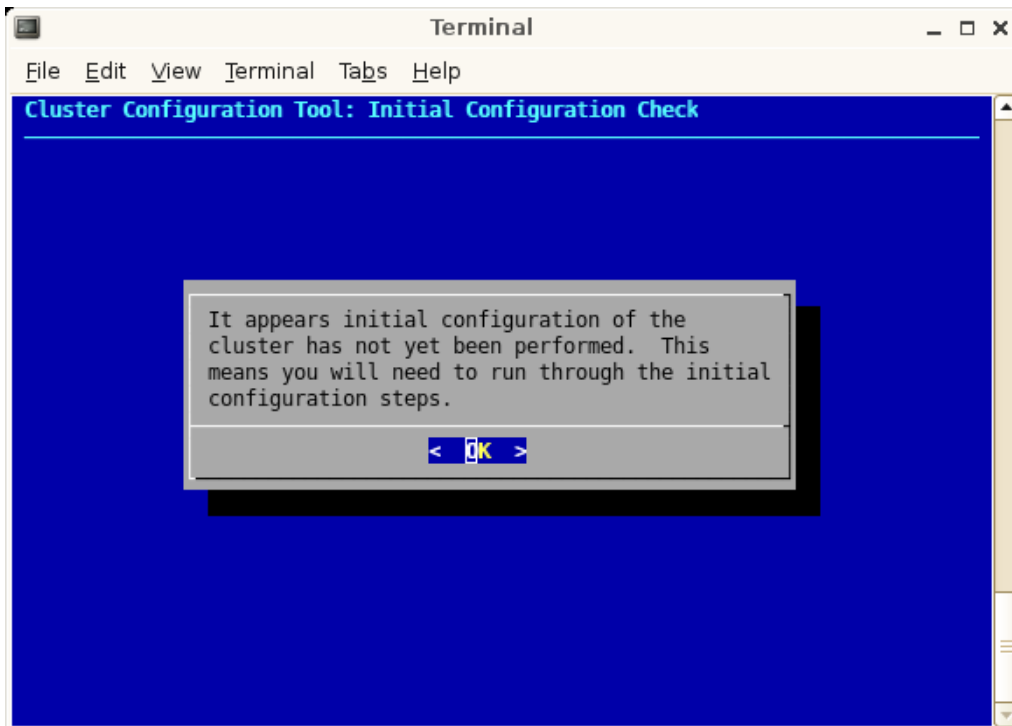 Terminal
File Edit View Terminal Tabs Help
Cluster Configuration Tool: Initial Configuration Check
It appears initial configuration of the
cluster has not yet been performed.  This
means you will need to run through the initial
configuration steps.
<  OK  >